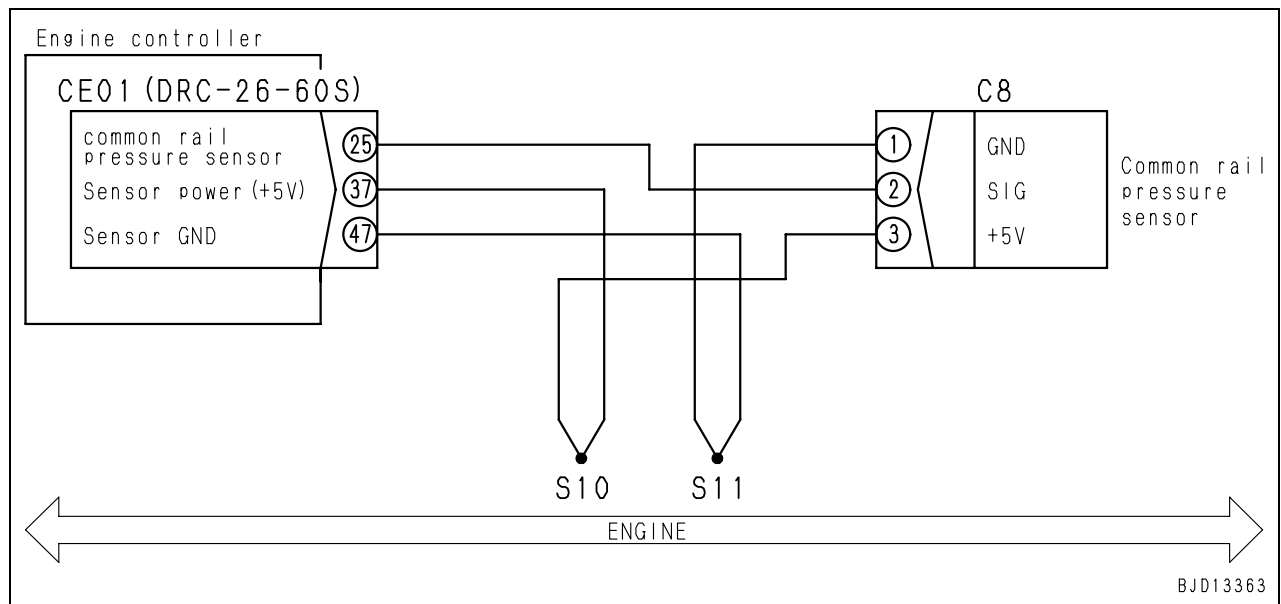 Engine controller
CE01 (DRC-26-60S)
C8
common rail
pressure sensor
25
1
GND
Sensor power (+5V)
37
2
SIG
Sensor GND
47
3
+5V
Common rail
pressure
sensor
S10
S11
ENGINE
BJD13363